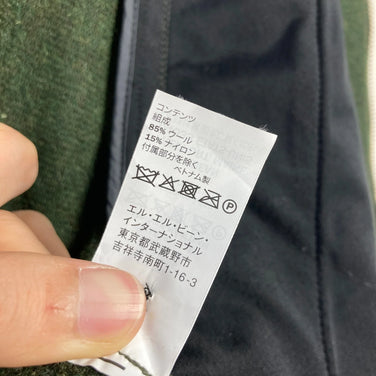 コンテンツ
組成
85% ウール
15% ナイロン
付属部分を除く
ベトナム製
P
エル・エル・ビーン・
インターナショナル
東京都武蔵野市
吉祥寺南町1-16-3